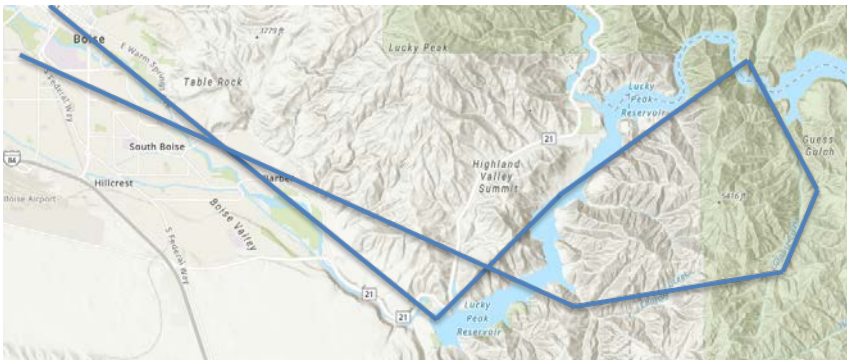 Boise
E Warm Springs
3779 ft
Lucky Peak
Table Rock
S Federal Way
Lucky
Peak
Reservoir
21
Guess
Gulch
84
South Boise
Highland
Valley
Summit
Hillcrest
Boise Airport
5416 ft
Boise Valley
S Federal Way
21
21
Lucky
Peak
Reservoir